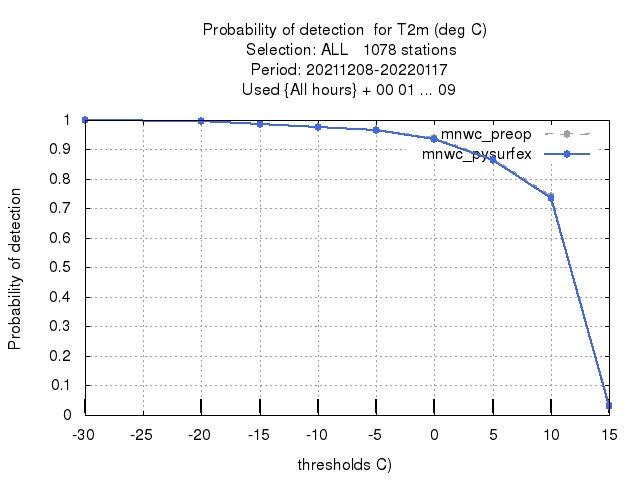 Probability of detection  for T2m (deg C)
Selection: ALL   1078 stations
Period: 20211208-20220117
Used {All hours} + 00 01 ... 09
mnwc_preop
mnwc_pysurfex
Probability of detection
1
0.9
0.8
0.7
0.6
0.5
0.4
0.3
0.2
0.1
0
-30 -25 -20 -15 -10 -5 0 5 10 15
thresholds C)